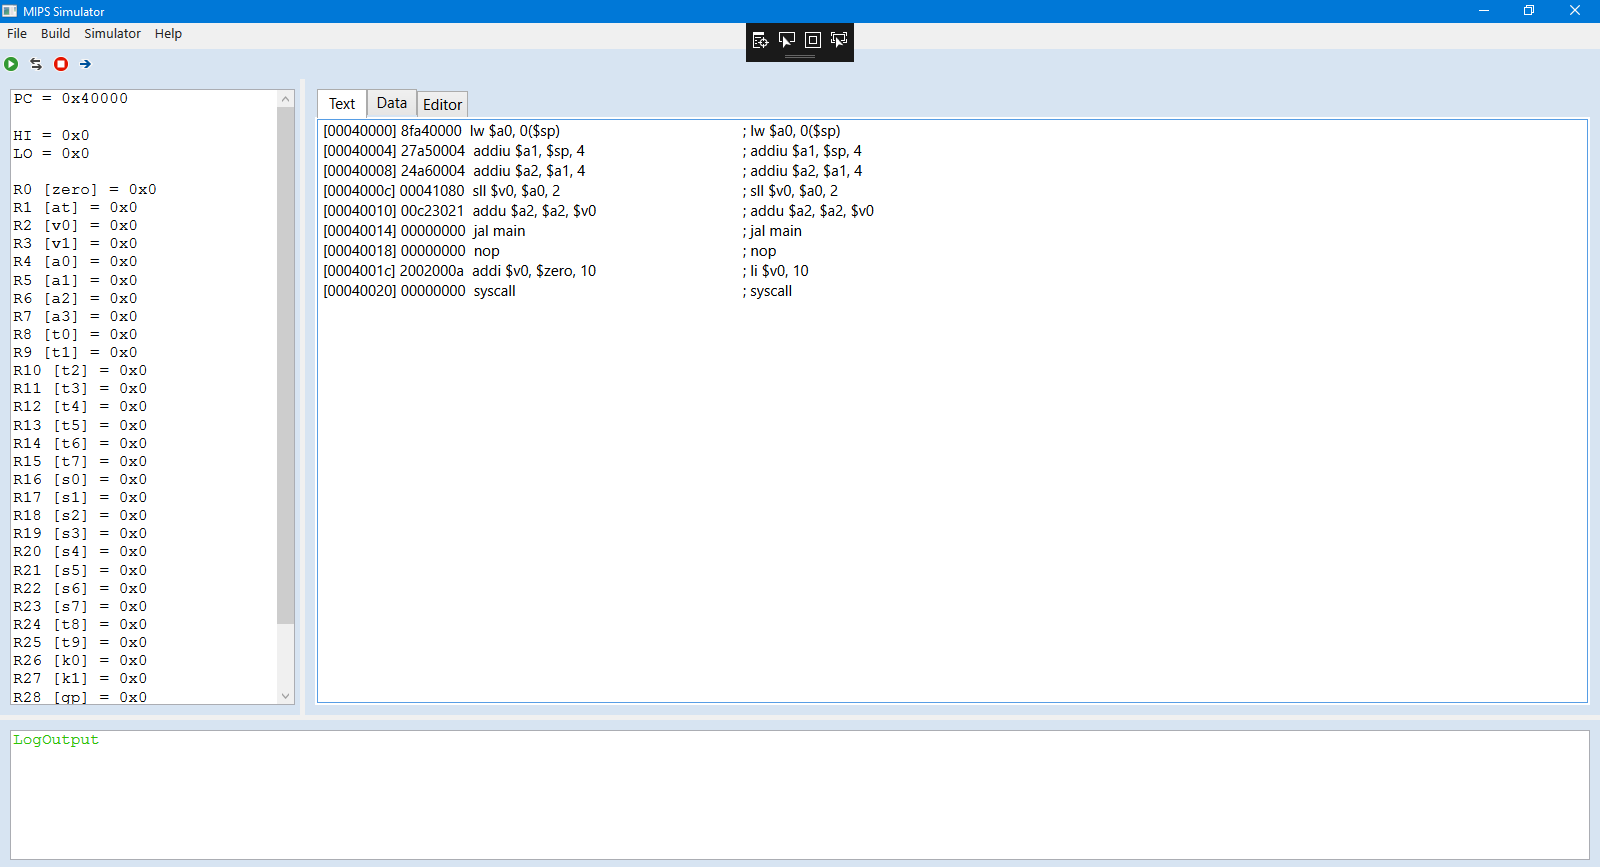 MIPS Simulator
File Build Simulator Help
PC = 0x40000
HI = 0x0
LO = 0x0
R0 [zero] = 0x0
R1 [at] = 0x0
R2 [v0] = 0x0
R3 [v1] = 0x0
R4 [a0] = 0x0
R5 [a1] = 0x0
R6 [a2] = 0x0
R7 [a3] = 0x0
R8 [t0] = 0x0
R9 [t1] = 0x0
R10 [t2] = 0x0
R11 [t3] = 0x0
R12 [t4] = 0x0
R13 [t5] = 0x0
R14 [t6] = 0x0
R15 [t7] = 0x0
R16 [s0] = 0x0
R17 [s1] = 0x0
R18 [s2] = 0x0
R19 [s3] = 0x0
R20 [s4] = 0x0
R21 [s5] = 0x0
R22 [s6] = 0x0
R23 [s7] = 0x0
R24 [t8] = 0x0
R25 [t9] = 0x0
R26 [k0] = 0x0
R27 [k1] = 0x0
R28 [gp] = 0x0
Text Data Editor
[00040000] 8fa40000 lw $a0, 0($sp) ; lw $a0, 0($sp)
[00040004] 27a50004 addiu $a1, $sp, 4 ; addiu $a1, $sp, 4
[00040008] 24a60004 addiu $a2, $a1, 4 ; addiu $a2, $a1, 4
[0004000c] 00041080 sll $v0, $a0, 2 ; sll $v0, $a0, 2
[00040010] 00c23021 addu $a2, $a2, $v0 ; addu $a2, $a2, $v0
[00040014] 00000000 jal main ; jal main
[00040018] 00000000 nop ; nop
[0004001c] 2002000a addi $v0, $zero, 10 ; li $v0, 10
[00040020] 00000000 syscall ; syscall
LogOutput